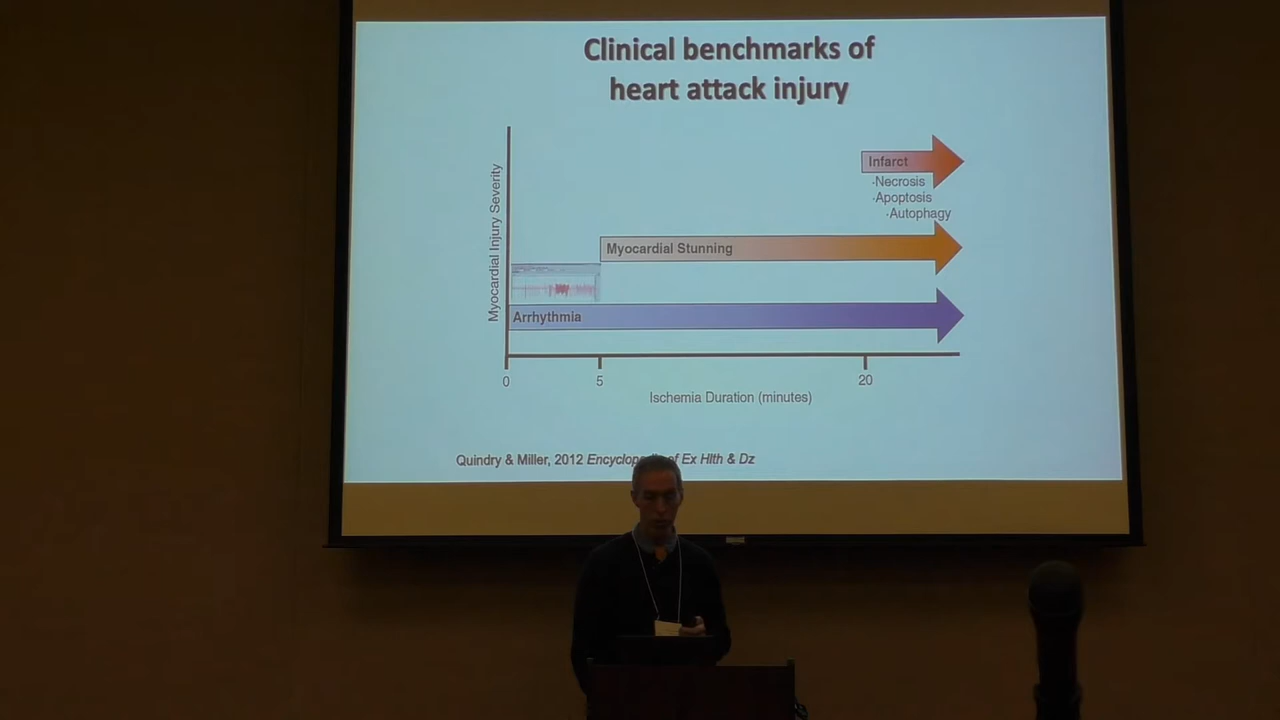 Clinical benchmarks of
heart attack injury
Myocardial Injury Severity
Infarct
·Necrosis
·Apoptosis
·Autophagy
Myocardial Stunning
Arrhythmia
0 5 20
Ischemia Duration (minutes)
Quindry & Miller, 2012 Encyclopedia of Ex Hlth & Dz